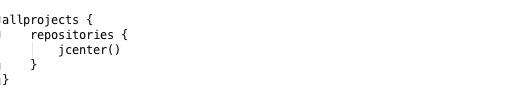 allprojects {
    repositories {
        jcenter()
    }
}